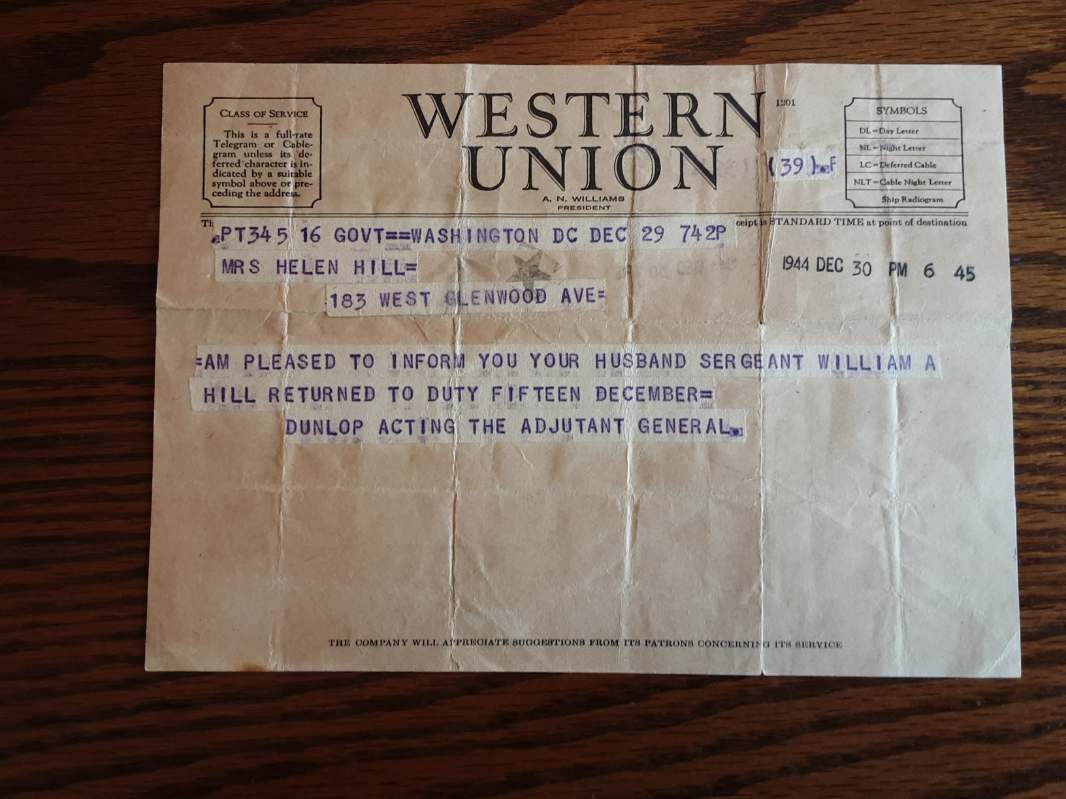 CLASS OF SERVICE
This is a full-rate
Telegram or Cable-
gram unless its de-
ferred character is in-
dicated by a suitable
symbol above or pre-
ceding the address.
WESTERN
UNION
1201
A. N. WILLIAMS
PRESIDENT
(39)
SYMBOLS
DL=Day Letter
NL=Night Letter
LC=Deferred Cable
NLT=Cable Night Letter
Ship Radiogram
STANDARD TIME at point of destination
PT345 16 GOVT==WASHINGTON DC DEC 29 742P
MRS HELEN HILL=
183 WEST GLENWOOD AVE=
1944 DEC 30 PM 6 45
=AM PLEASED TO INFORM YOU YOUR HUSBAND SERGEANT WILLIAM A
HILL RETURNED TO DUTY FIFTEEN DECEMBER=
DUNLOP ACTING THE ADJUTANT GENERAL.
THE COMPANY WILL APPRECIATE SUGGESTIONS FROM ITS PATRONS CONCERNING ITS SERVICE